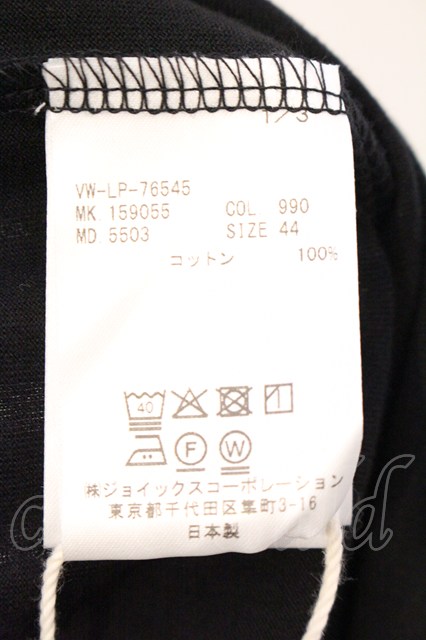 1/3
VW-LP-76545
MK. 159055 COL 990
MD. 5503 SIZE 44
コットン 100%
40
F W
㈱ジョイックスコーポレーション
東京都千代田区隼町3-16
日本製